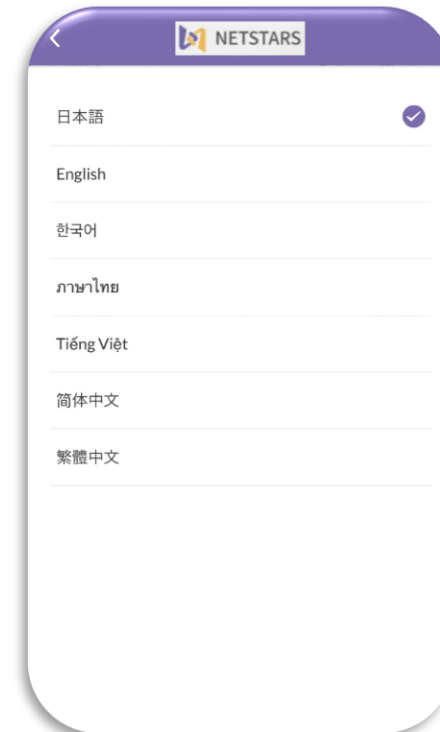 NETSTARS
日本語
English
한국어
ภาษาไทย
Tiếng Việt
简体中文
繁體中文